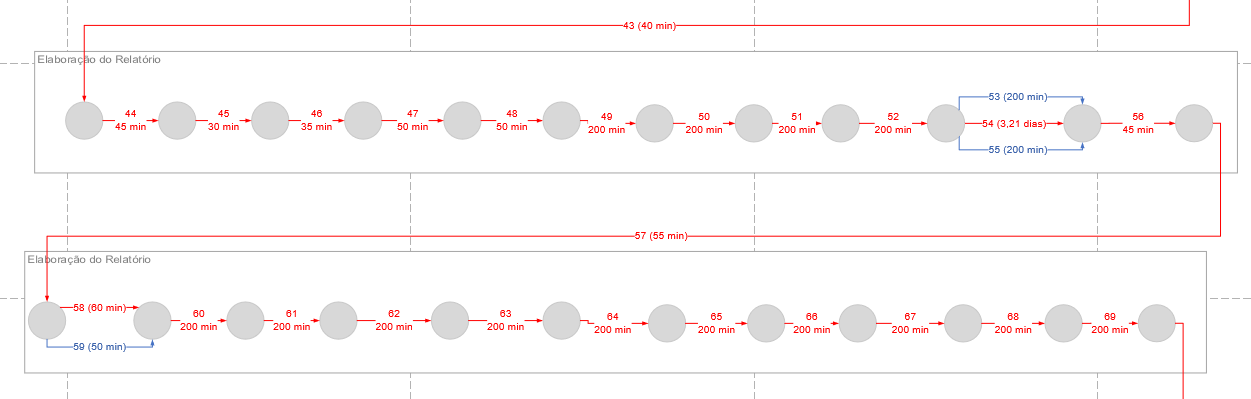 43 (40 min)
Elaboração do Relatório
44
45 min
45
30 min
46
35 min
47
50 min
48
50 min
49
200 min
50
200 min
51
200 min
52
200 min
53 (200 min)
54 (3,21 dias)
55 (200 min)
56
45 min
57 (55 min)
Elaboração do Relatório
58 (60 min)
59 (50 min)
60
200 min
61
200 min
62
200 min
63
200 min
64
200 min
65
200 min
66
200 min
67
200 min
68
200 min
69
200 min